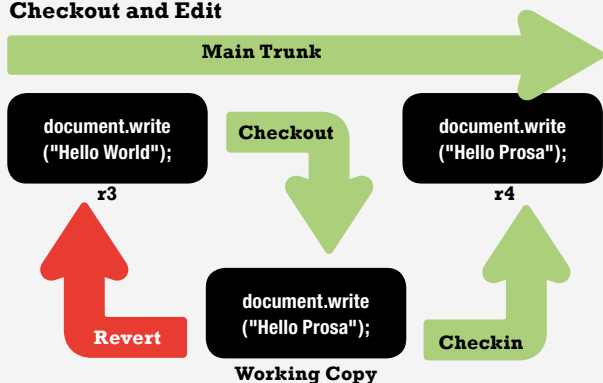 Checkout and Edit
Main Trunk
document.write
("Hello World");
r3
Checkout
document.write
("Hello Prosa");
r4
Revert
document.write
("Hello Prosa");
Working Copy
Checkin